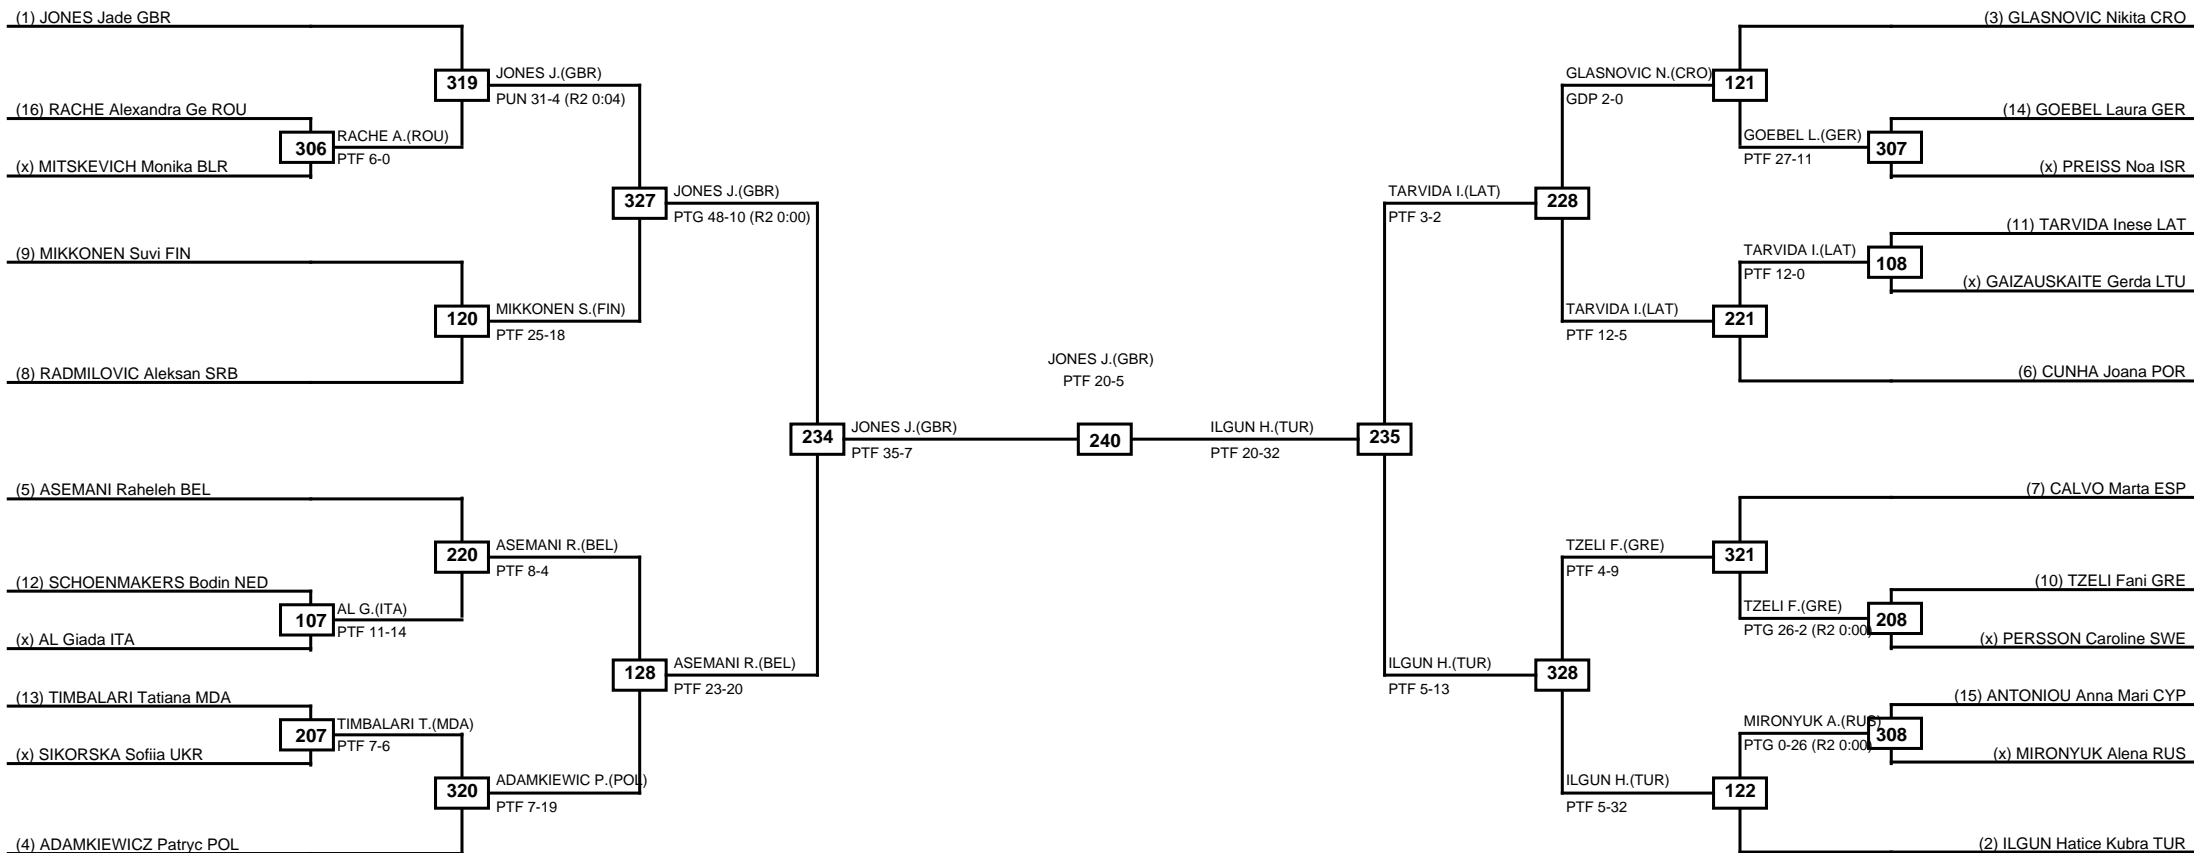 (1) JONES Jade GBR
(16) RACHE Alexandra Ge ROU
(x) MITSKEVICH Monika BLR
(9) MIKKONEN Suvi FIN
(8) RADMILOVIC Aleksan SRB
(5) ASEMANI Raheleh BEL
(12) SCHOENMAKERS Bodin NED
(x) AL Giada ITA
(13) TIMBALARI Tatiana MDA
(x) SIKORSKA Sofiia UKR
(4) ADAMKIEWICZ Patryc POL
306
RACHE A.(ROU)
PTF 6-0
107
AL G.(ITA)
PTF 11-14
207
TIMBALARI T.(MDA)
PTF 7-6
319
JONES J.(GBR)
PUN 31-4 (R2 0:04)
120
MIKKONEN S.(FIN)
PTF 25-18
220
ASEMANI R.(BEL)
PTF 8-4
320
ADAMKIEWIC P.(POL)
PTF 7-19
327
JONES J.(GBR)
PTG 48-10 (R2 0:00)
128
ASEMANI R.(BEL)
PTF 23-20
234
JONES J.(GBR)
PTF 35-7
JONES J.(GBR)
PTF 20-5
240
ILGUN H.(TUR)
PTF 20-32
235
TARVIDA I.(LAT)
PTF 3-2
228
ILGUN H.(TUR)
PTF 5-13
328
GLASNOVIC N.(CRO)
GDP 2-0
121
TARVIDA I.(LAT)
PTF 12-5
221
TZELI F.(GRE)
PTF 4-9
321
ILGUN H.(TUR)
PTF 5-32
122
GOEBEL L.(GER)
PTF 27-11
307
TARVIDA I.(LAT)
PTF 12-0
108
TZELI F.(GRE)
PTG 26-2 (R2 0:00)
208
MIRONYUK A.(RUS)
PTG 0-26 (R2 0:00)
308
(3) GLASNOVIC Nikita CRO
(14) GOEBEL Laura GER
(x) PREISS Noa ISR
(11) TARVIDA Inese LAT
(x) GAIZAUSKAITE Gerda LTU
(6) CUNHA Joana POR
(7) CALVO Marta ESP
(10) TZELI Fani GRE
(x) PERSSON Caroline SWE
(15) ANTONIOU Anna Mari CYP
(x) MIRONYUK Alena RUS
(2) ILGUN Hatice Kubra TUR